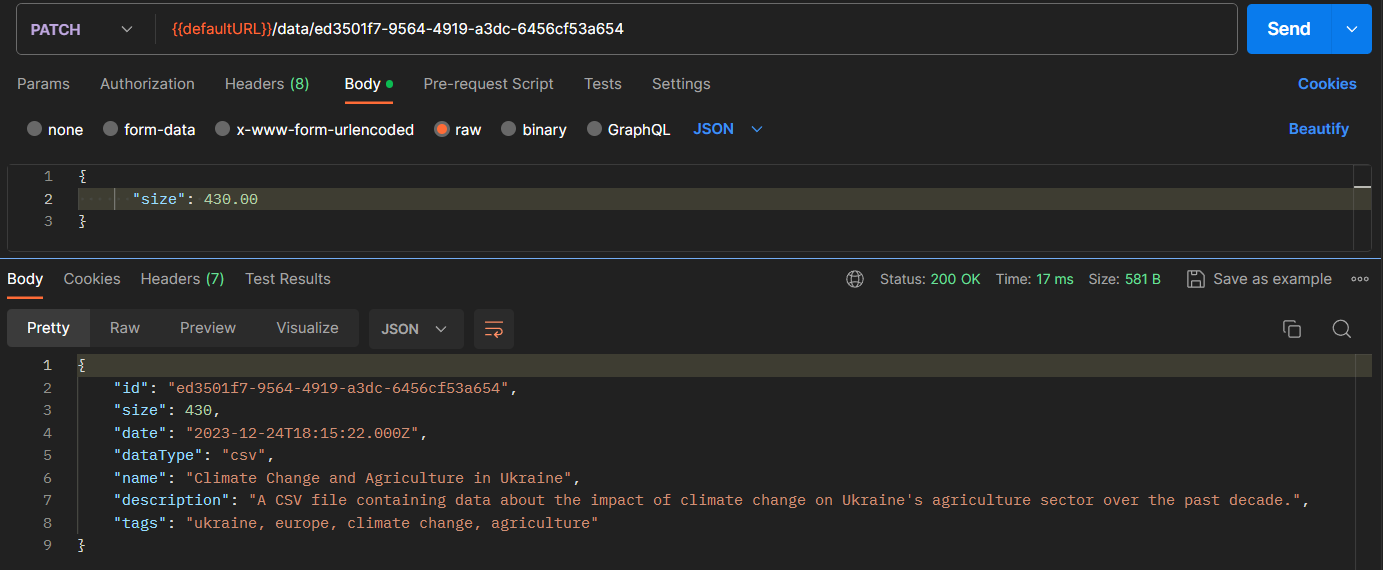 PATCH {{defaultURL}}/data/ed3501f7-9564-4919-a3dc-6456cf53a654 Send
Params Authorization Headers (8) Body Pre-request Script Tests Settings Cookies
none form-data x-www-form-urlencoded raw binary GraphQL JSON Beautify
1 {
2 "size": 430.00
3 }
Body Cookies Headers (7) Test Results Status: 200 OK Time: 17 ms Size: 581 B Save as example
Pretty Raw Preview Visualize JSON
1 {
2 "id": "ed3501f7-9564-4919-a3dc-6456cf53a654",
3 "size": 430,
4 "date": "2023-12-24T18:15:22.000Z",
5 "dataType": "csv",
6 "name": "Climate Change and Agriculture in Ukraine",
7 "description": "A CSV file containing data about the impact of climate change on Ukraine's agriculture sector over the past decade.",
8 "tags": "ukraine, europe, climate change, agriculture"
9 }